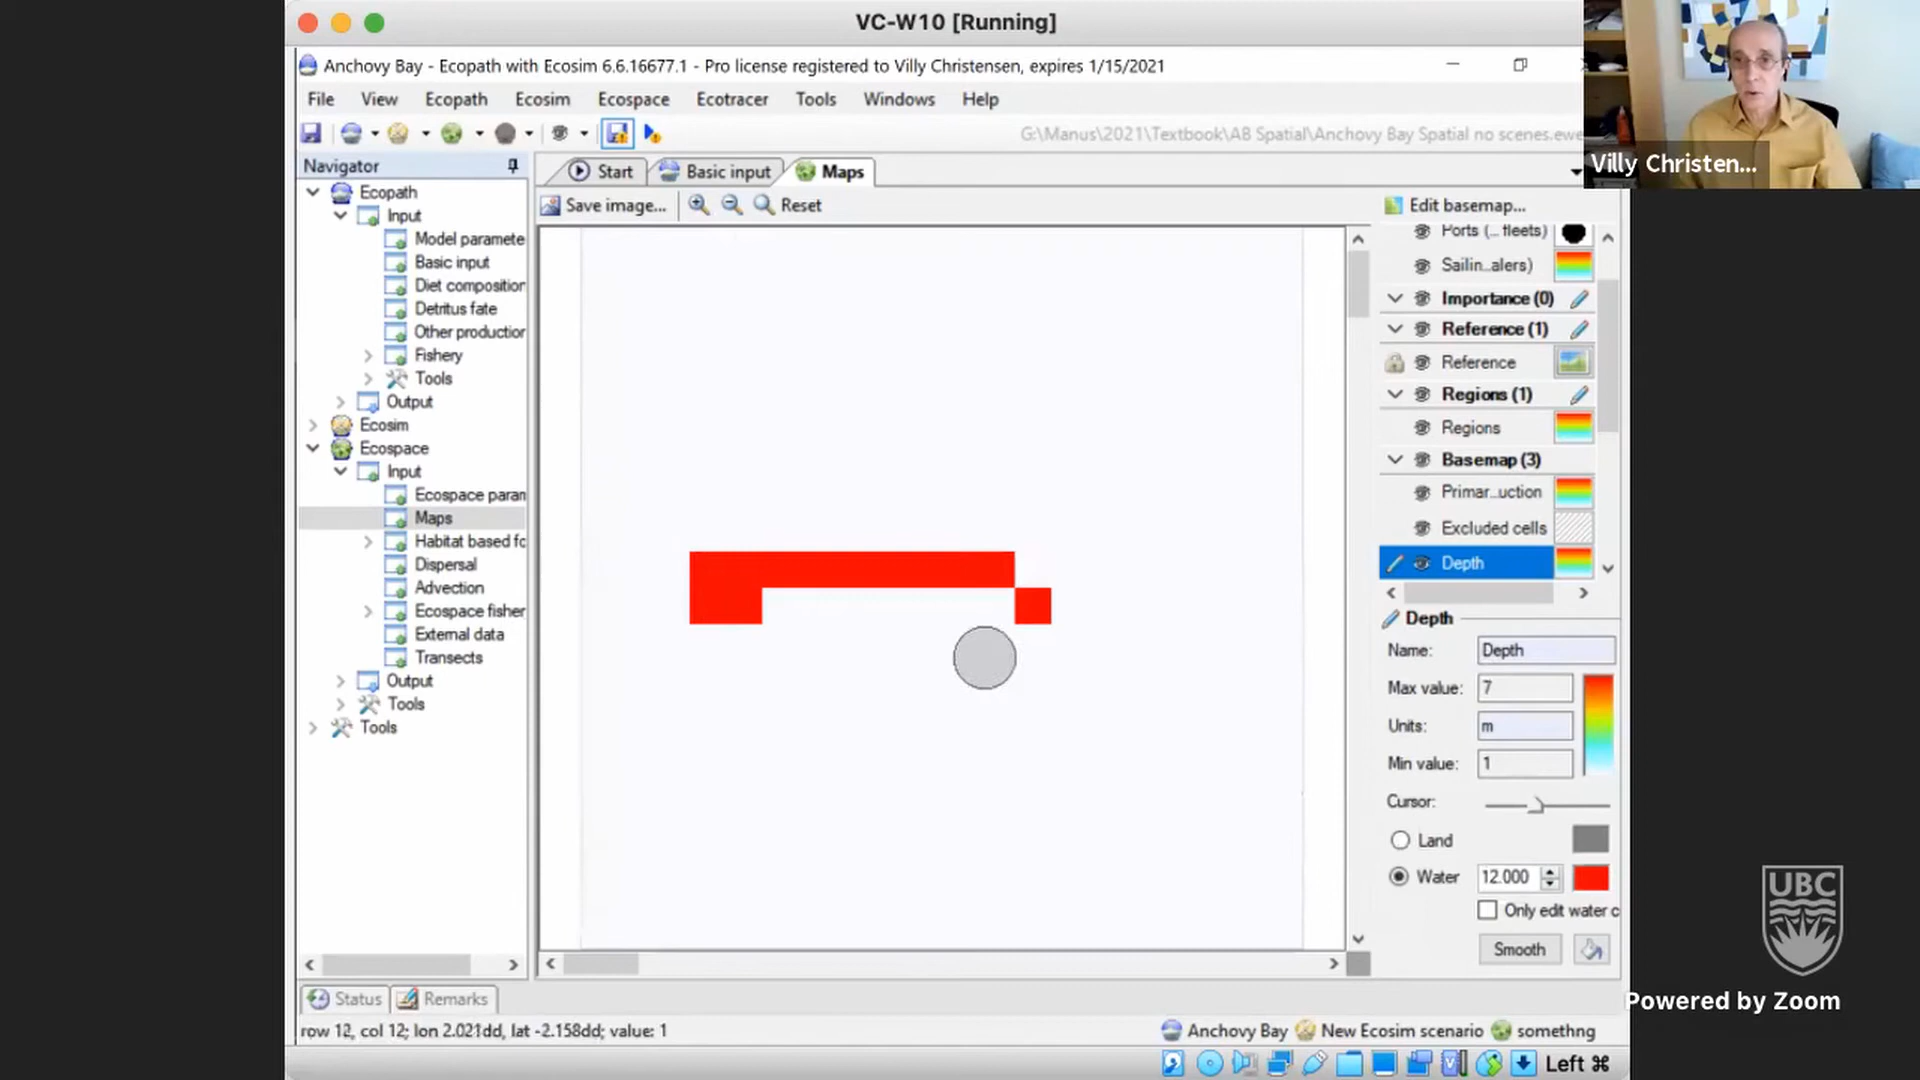 VC-W10 [Running]
Anchovy Bay - Ecopath with Ecosim 6.6.16677.1 - Pro license registered to Villy Christensen, expires 1/15/2021
File View Ecopath Ecosim Ecospace Ecotracer Tools Windows Help
G:\Manus\2021\Textbook\AB Spatial\Anchovy Bay Spatial no scenes.ewe
Villy Christen...
Navigator
Start Basic input Maps
Save image... Reset
Edit basemap...
Ecopath
Input
Model paramete
Basic input
Diet composition
Detritus fate
Other production
Fishery
Tools
Output
Ecosim
Ecospace
Input
Ecospace param
Maps
Habitat based fo
Dispersal
Advection
Ecospace fisher
External data
Transects
Output
Tools
Tools
Ports (... fleets)
Sailin...alers)
Importance (0)
Reference (1)
Reference
Regions (1)
Regions
Basemap (3)
Primar...uction
Excluded cells
Depth
Depth
Name: Depth
Max value: 7
Units: m
Min value: 1
Cursor:
Land
Water 12.000
Only edit water c
Smooth
Status Remarks
row 12, col 12; lon 2.021dd, lat -2.158dd; value: 1
Anchovy Bay New Ecosim scenario somethng
Left ⌘
UBC
Powered by Zoom